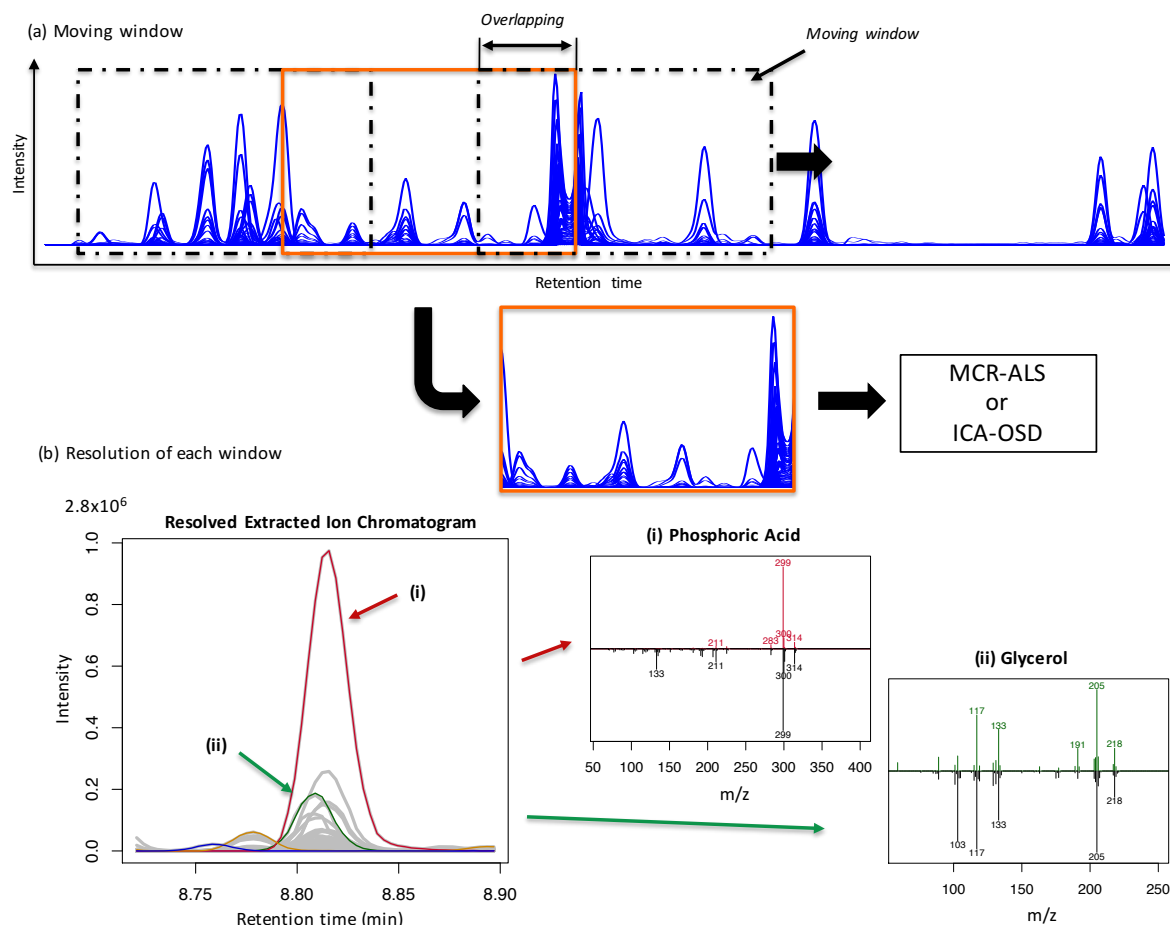 (a) Moving window
Overlapping
Moving window
Intensity
Retention time
MCR-ALS
or
ICA-OSD
(b) Resolution of each window
2.8x10⁶
Resolved Extracted Ion Chromatogram
Intensity
1.0
0.8
0.6
0.4
0.2
0.0
(i)
(ii)
8.75 8.80 8.85 8.90
Retention time (min)
(i) Phosphoric Acid
299
300
211 283 314
133 211 300 314
299
50 100 150 200 250 300 350 400
m/z
(ii) Glycerol
205
117
133
191 218
218
133
103 117 205
100 150 200 250
m/z